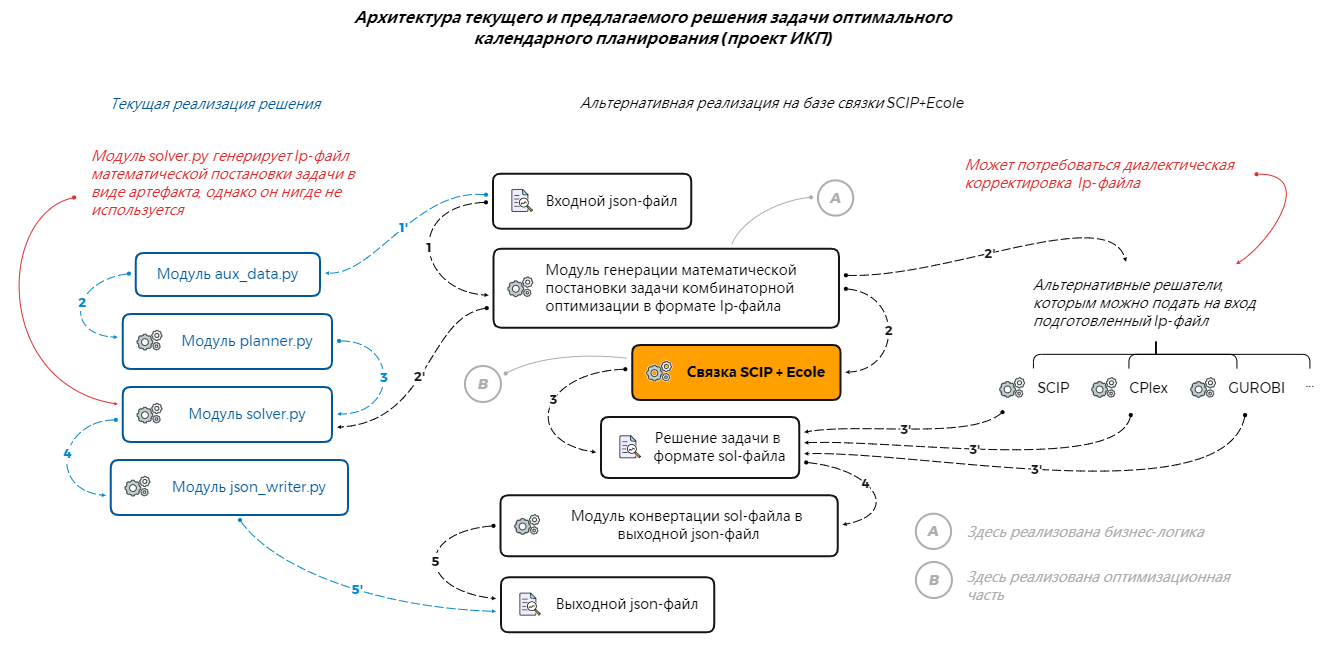 Архитектура текущего и предлагаемого решения задачи оптимального
календарного планирования (проект ИКП)
Текущая реализация решения
Альтернативная реализация на базе связки SCIP+Ecole
Модуль solver.py генерирует lp-файл
математической постановки задачи в
виде артефакта, однако он нигде не
используется
Может потребоваться диалектическая
корректировка lp-файла
Входной json-файл
A
1'
1
2'
Модуль aux_data.py
Модуль генерации математической
постановки задачи комбинаторной
оптимизации в формате lp-файла
Альтернативные решатели,
которым можно подать на вход
подготовленный lp-файл
2
2
Модуль planner.py
Связка SCIP + Ecole
B
3
2'
3
SCIP
CPlex
GUROBI
...
Модуль solver.py
3'
3'
3'
Решение задачи в
формате sol-файла
4
4
Модуль json_writer.py
Модуль конвертации sol-файла в
выходной json-файл
A
Здесь реализована бизнес-логика
5
5'
B
Здесь реализована оптимизационная
часть
Выходной json-файл